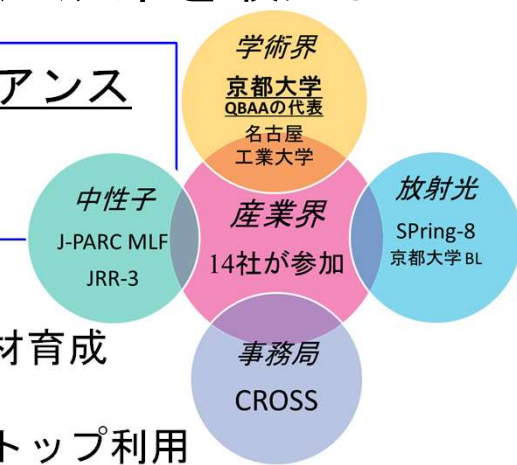 アンス
学術界
京都大学
QBAAの代表
名古屋
工業大学
中性子
J-PARC MLF
JRR-3
産業界
14社が参加
放射光
SPring-8
京都大学 BL
事務局
CROSS
材育成
トップ利用